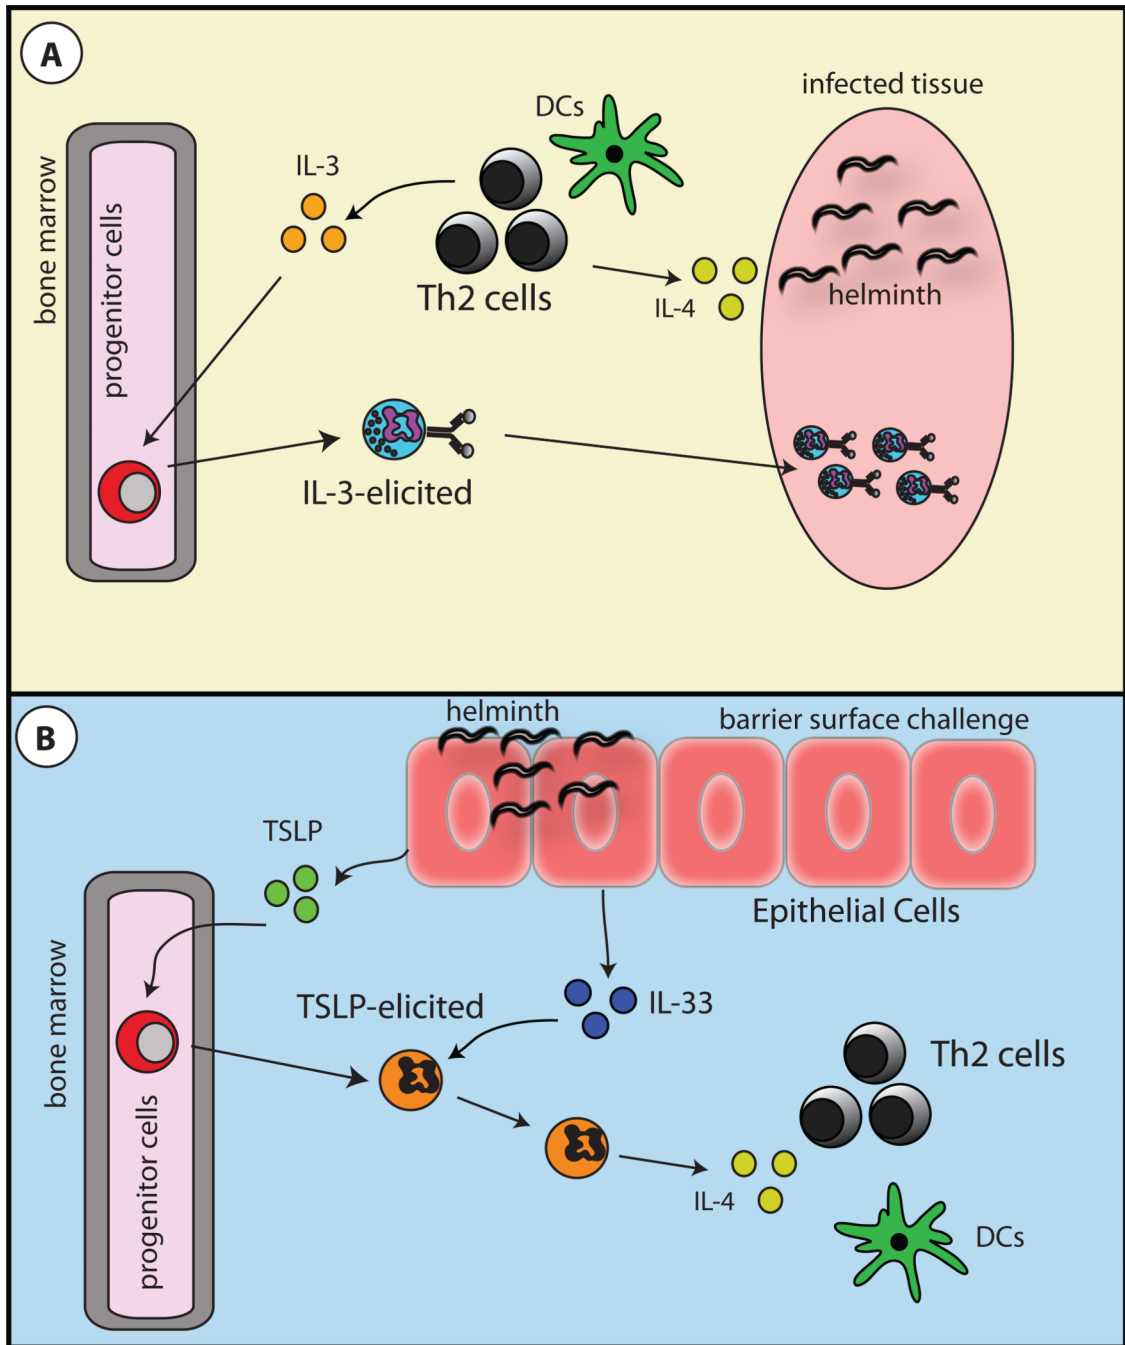 A
infected tissue
DCs
IL-3
bone marrow
progenitor cells
Th2 cells
IL-4
helminth
IL-3-elicited
B
helminth
barrier surface challenge
TSLP
Epithelial Cells
bone marrow
TSLP-elicited
IL-33
Th2 cells
progenitor cells
IL-4
DCs